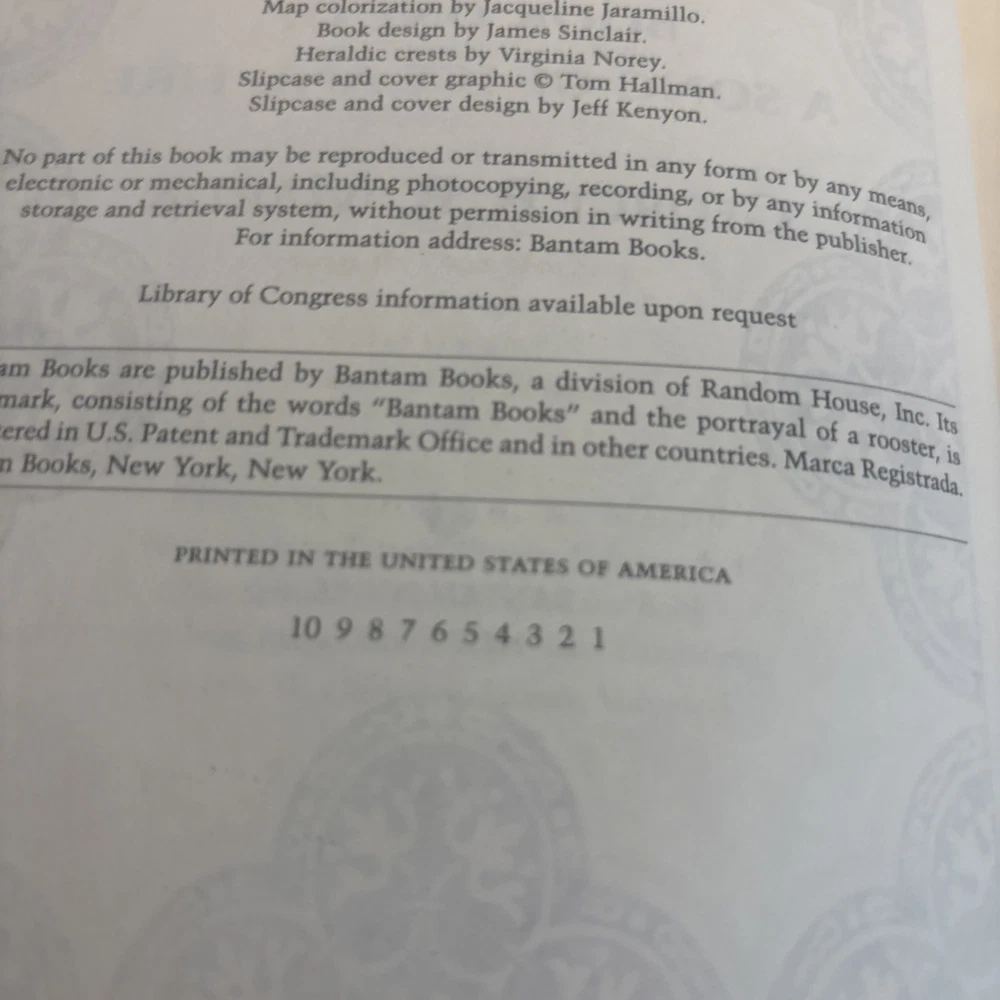 Map colorization by Jacqueline Jaramillo.
Book design by James Sinclair.
Heraldic crests by Virginia Norey.
Slipcase and cover graphic © Tom Hallman.
Slipcase and cover design by Jeff Kenyon.
No part of this book may be reproduced or transmitted in any form or by any means,
electronic or mechanical, including photocopying, recording, or by any information
storage and retrieval system, without permission in writing from the publisher.
For information address: Bantam Books.
Library of Congress information available upon request
am Books are published by Bantam Books, a division of Random House, Inc. Its
mark, consisting of the words "Bantam Books" and the portrayal of a rooster, is
ered in U.S. Patent and Trademark Office and in other countries. Marca Registrada.
n Books, New York, New York.
PRINTED IN THE UNITED STATES OF AMERICA
10 9 8 7 6 5 4 3 2 1